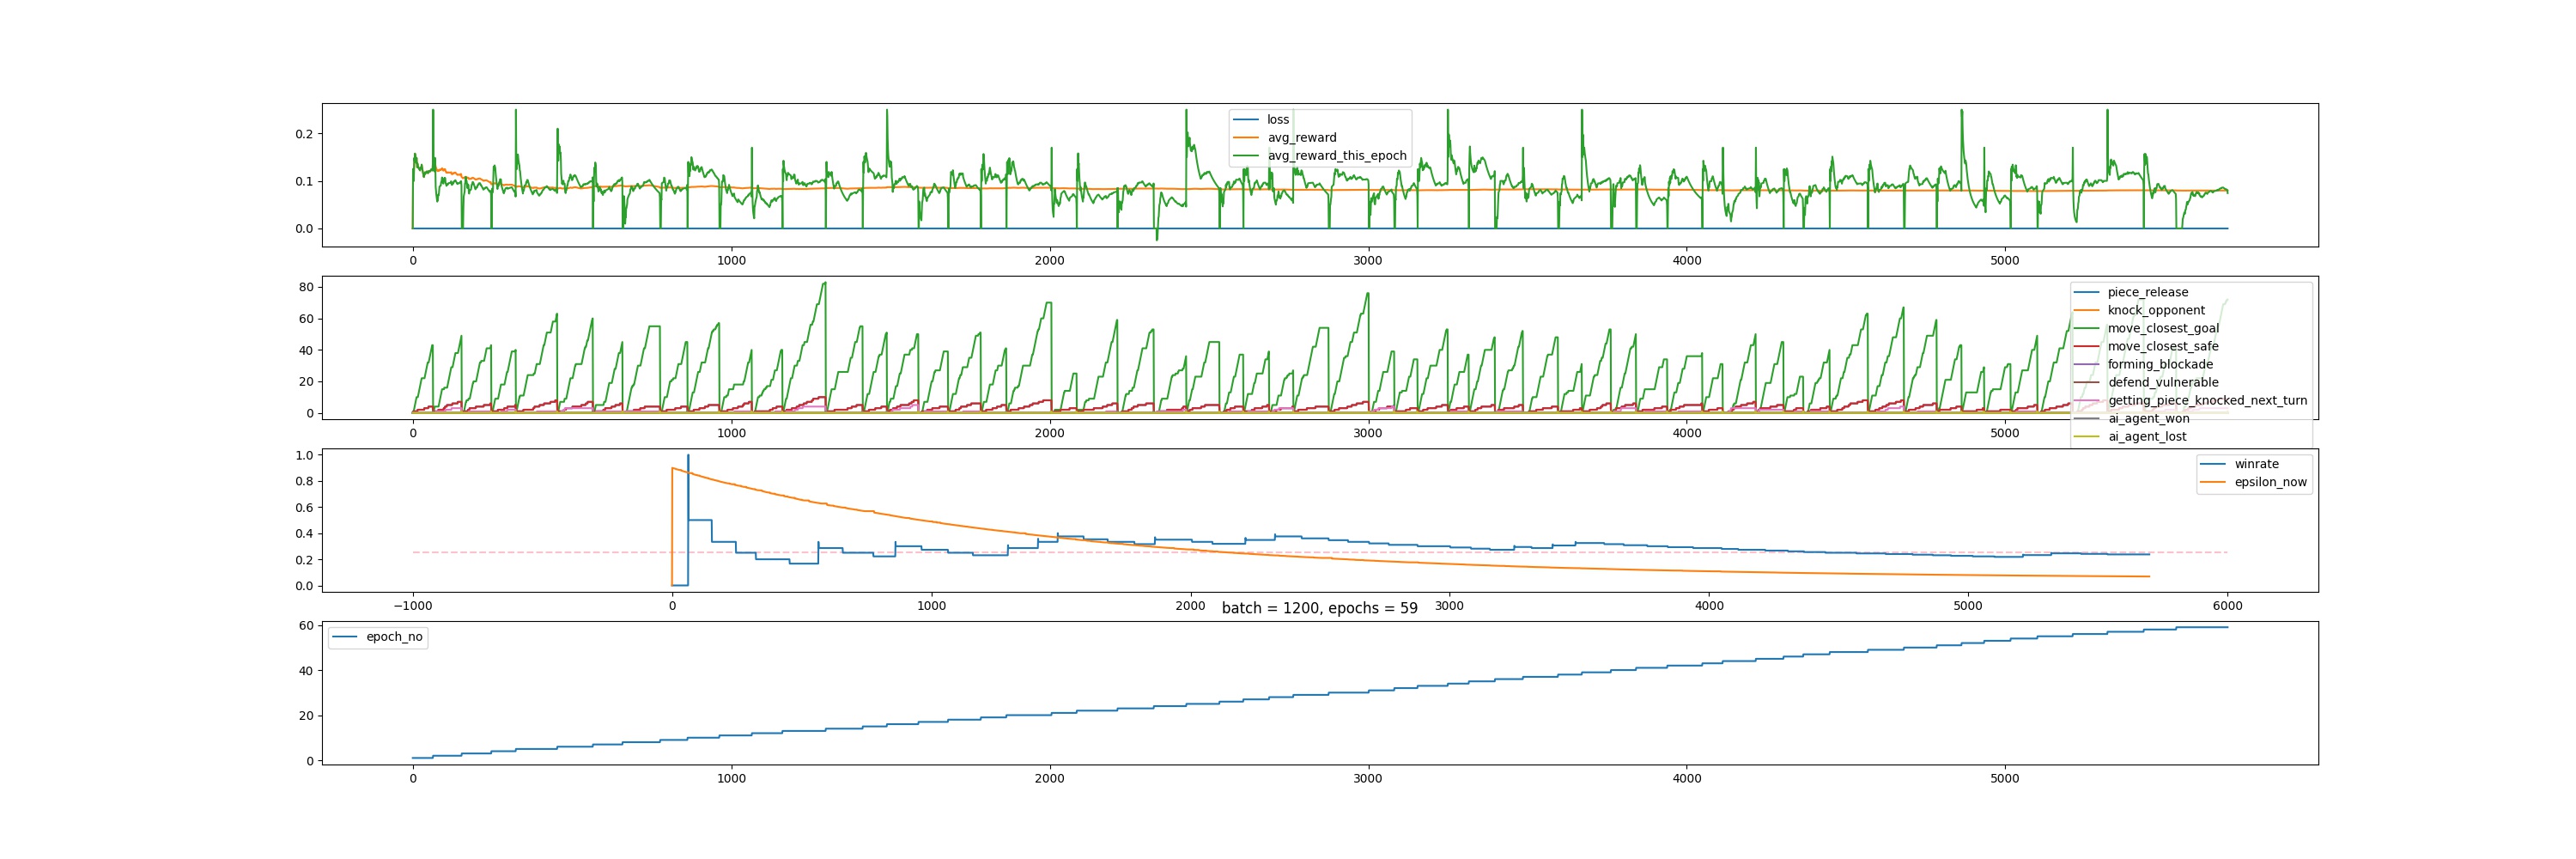 0.2
0.1
0.0
loss
avg_reward
avg_reward_this_epoch
0 1000 2000 3000 4000 5000
80
60
40
20
0
piece_release
knock_opponent
move_closest_goal
move_closest_safe
forming_blockade
defend_vulnerable
getting_piece_knocked_next_turn
ai_agent_won
ai_agent_lost
0 1000 2000 3000 4000 5000
1.0
0.8
0.6
0.4
0.2
0.0
winrate
epsilon_now
−1000 0 1000 2000 3000 4000 5000 6000
batch = 1200, epochs = 59
60
40
20
0
epoch_no
0 1000 2000 3000 4000 5000